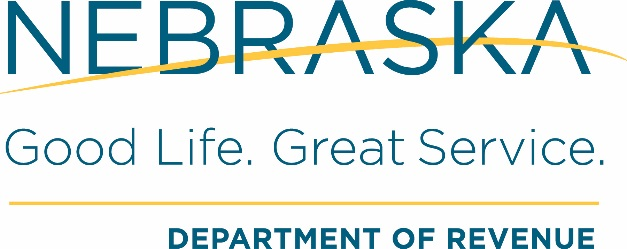 NEBRASKA
Good Life. Great Service.
DEPARTMENT OF REVENUE